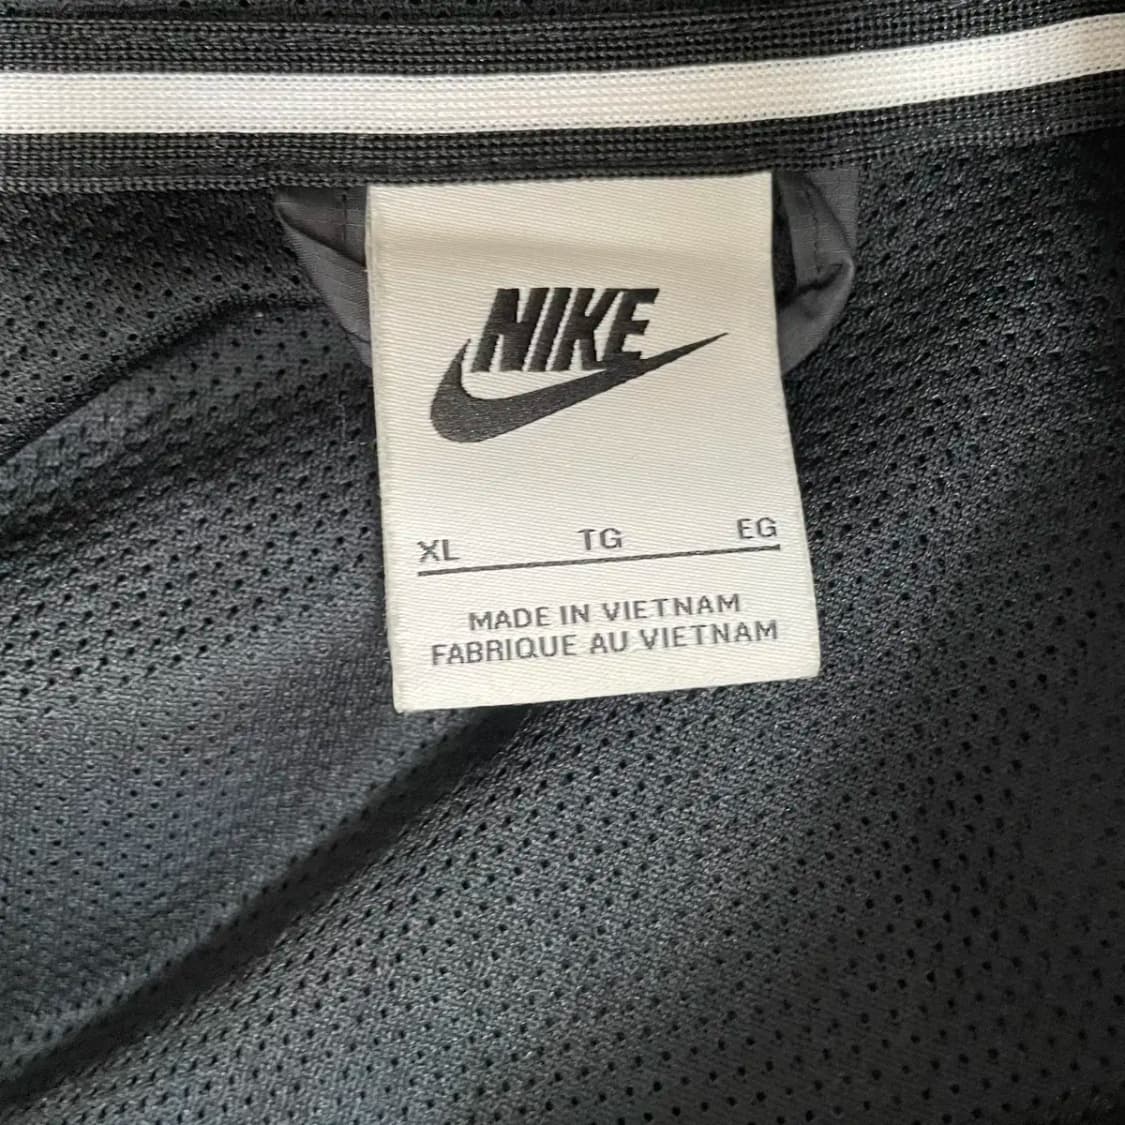 NIKE
XL TG EG
MADE IN VIETNAM
FABRIQUE AU VIETNAM